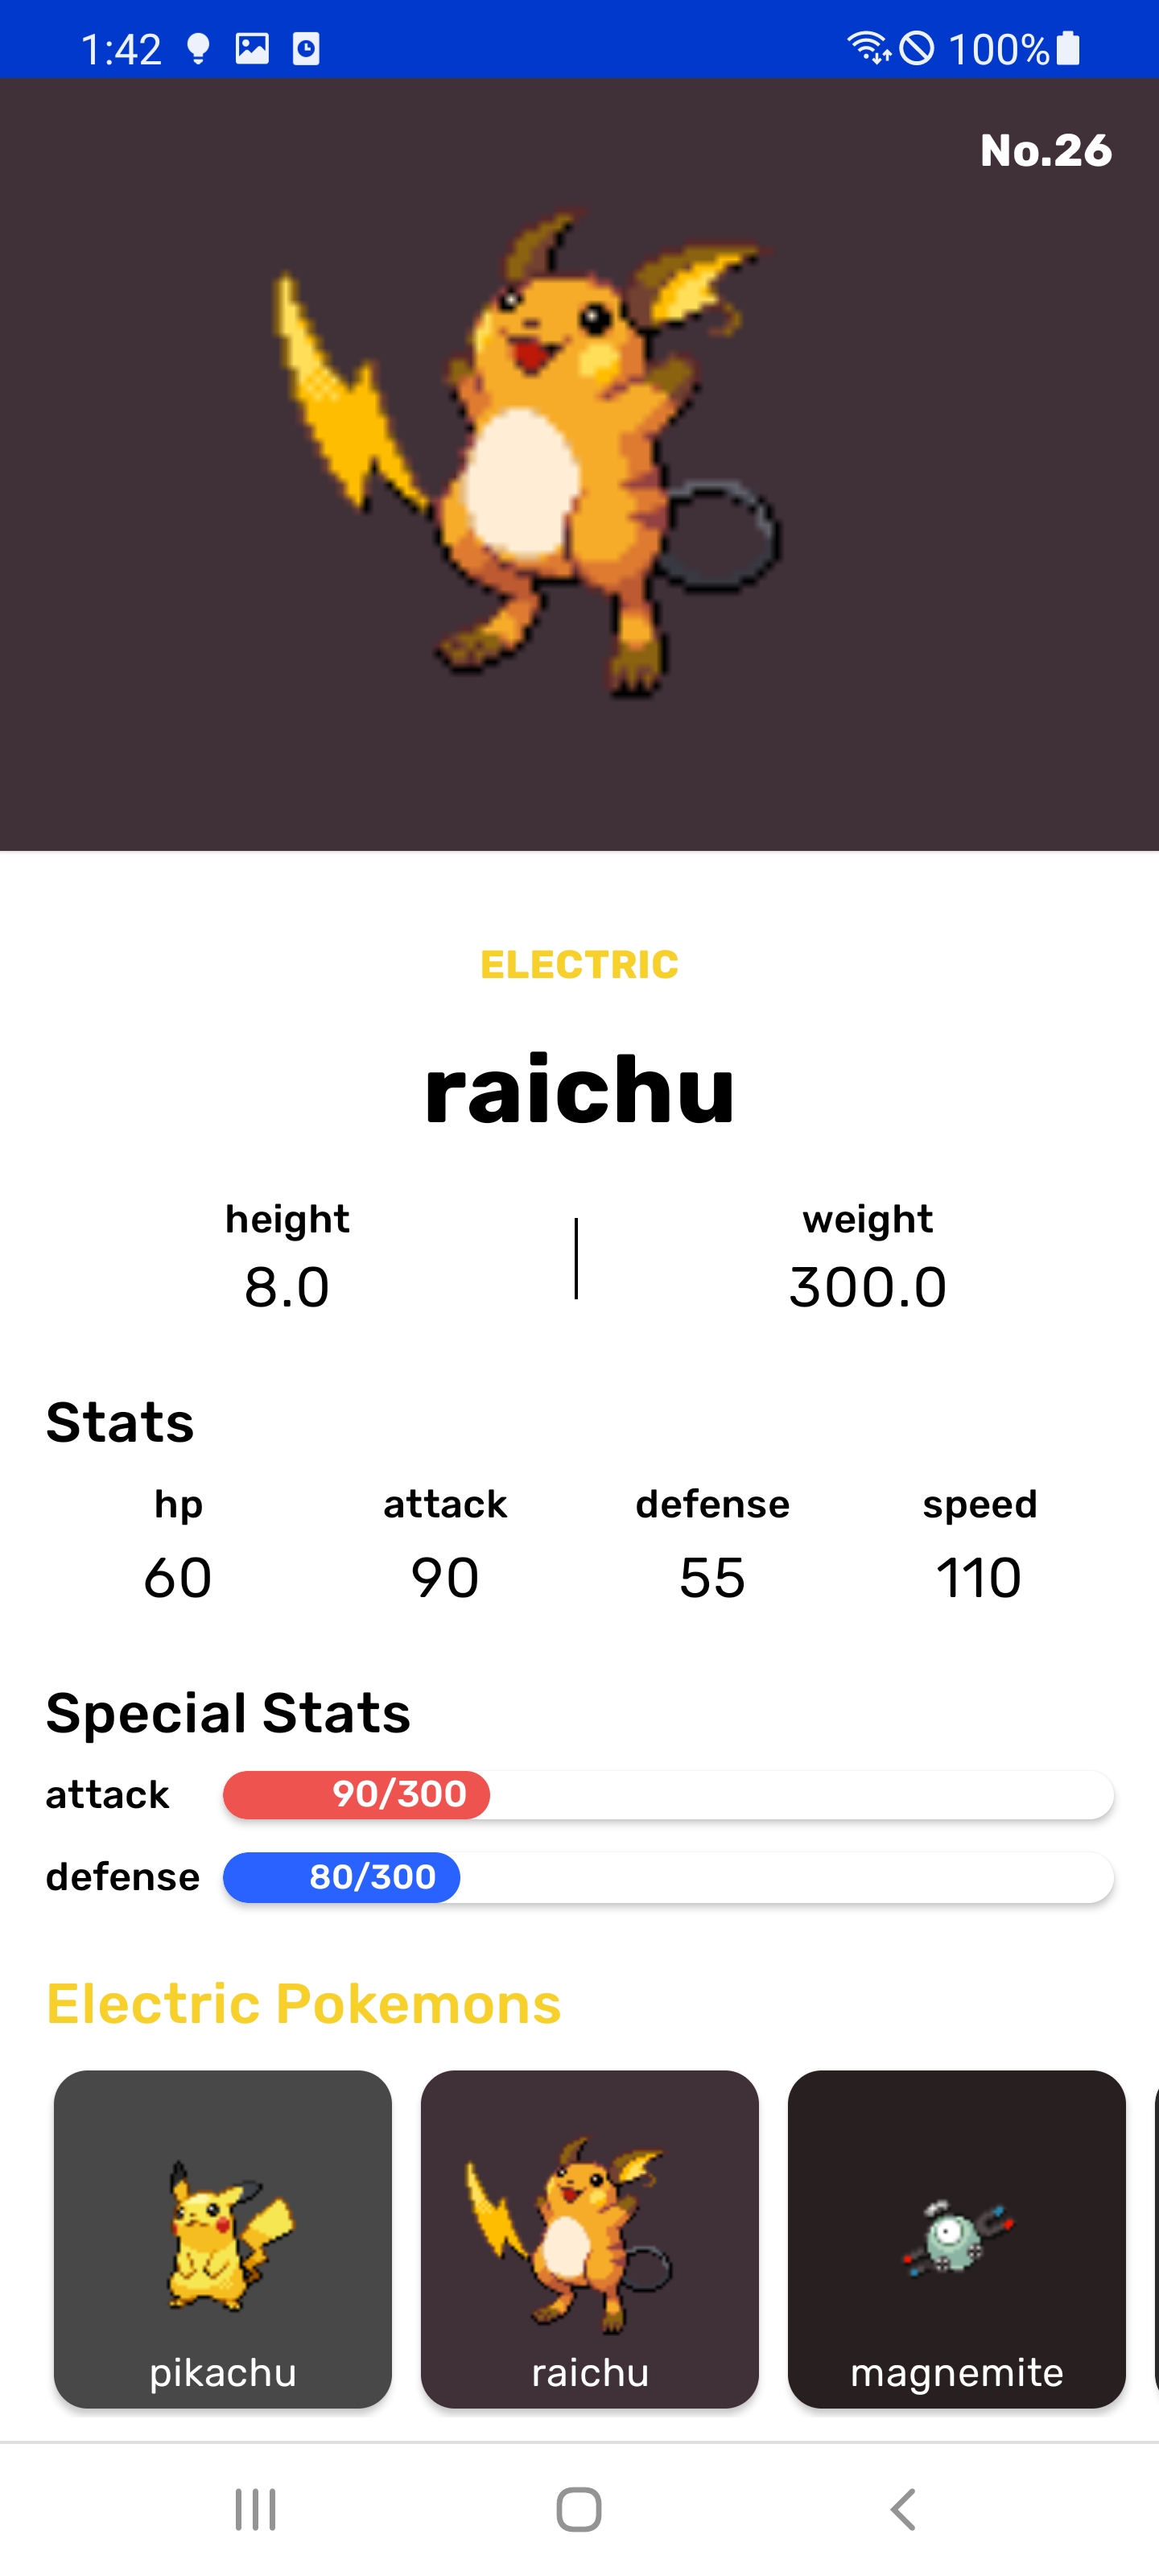 1:42 100%
No.26
ELECTRIC
raichu
height weight
8.0 300.0
Stats
hp attack defense speed
60 90 55 110
Special Stats
attack 90/300
defense 80/300
Electric Pokemons
pikachu raichu magnemite